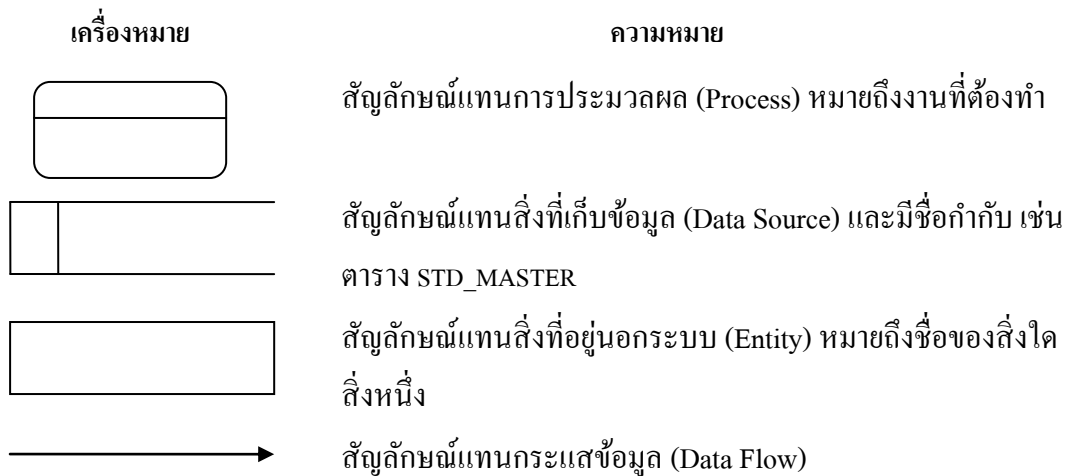 เครื่องหมาย ความหมาย
สัญลักษณ์แทนการประมวลผล (Process) หมายถึงงานที่ต้องทำ
สัญลักษณ์แทนสิ่งที่เก็บข้อมูล (Data Source) และมีชื่อกำกับ เช่น
ตาราง STD_MASTER
สัญลักษณ์แทนสิ่งที่อยู่นอกระบบ (Entity) หมายถึงชื่อของสิ่งใด
สิ่งหนึ่ง
สัญลักษณ์แทนกระแสข้อมูล (Data Flow)